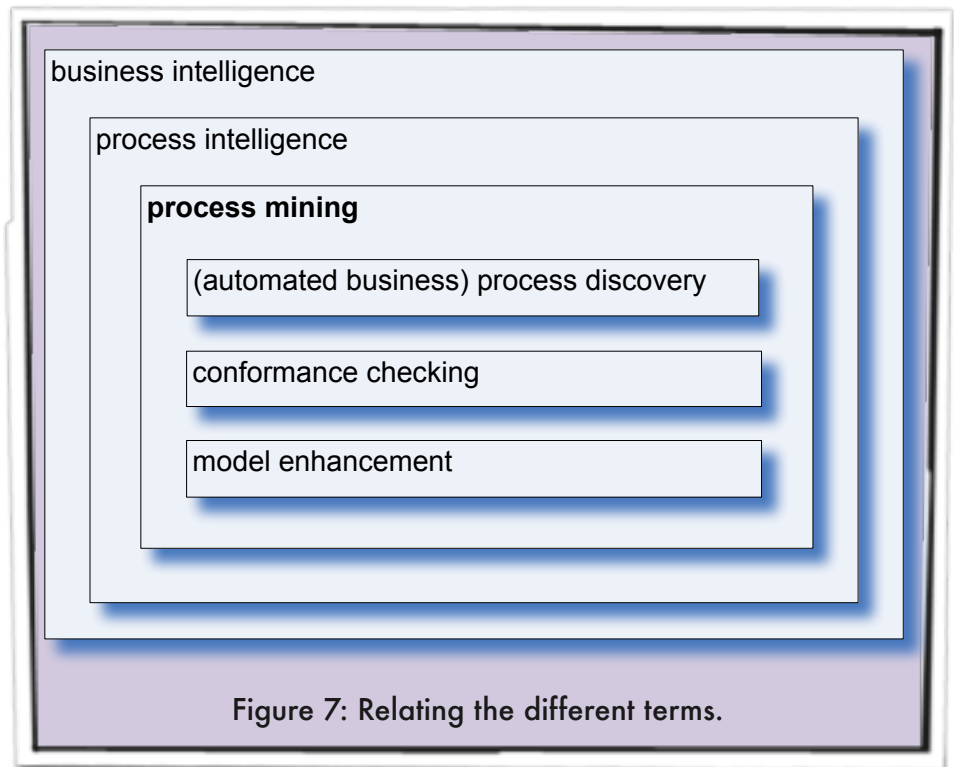 business intelligence
process intelligence
process mining
(automated business) process discovery
conformance checking
model enhancement
Figure 7: Relating the different terms.